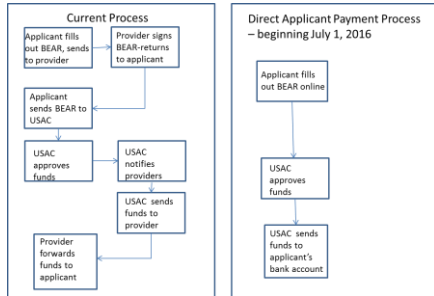 Current Process
Applicant fills
out BEAR, sends
to provider
Provider signs
BEAR-returns
to applicant
Applicant
sends BEAR to
USAC
USAC
approves
funds
USAC
notifies
providers
USAC sends
funds to
provider
Provider
forwards
funds to
applicant
Direct Applicant Payment Process
– beginning July 1, 2016
Applicant fills
out BEAR online
USAC
approves
funds
USAC sends
funds to
applicant's
bank account